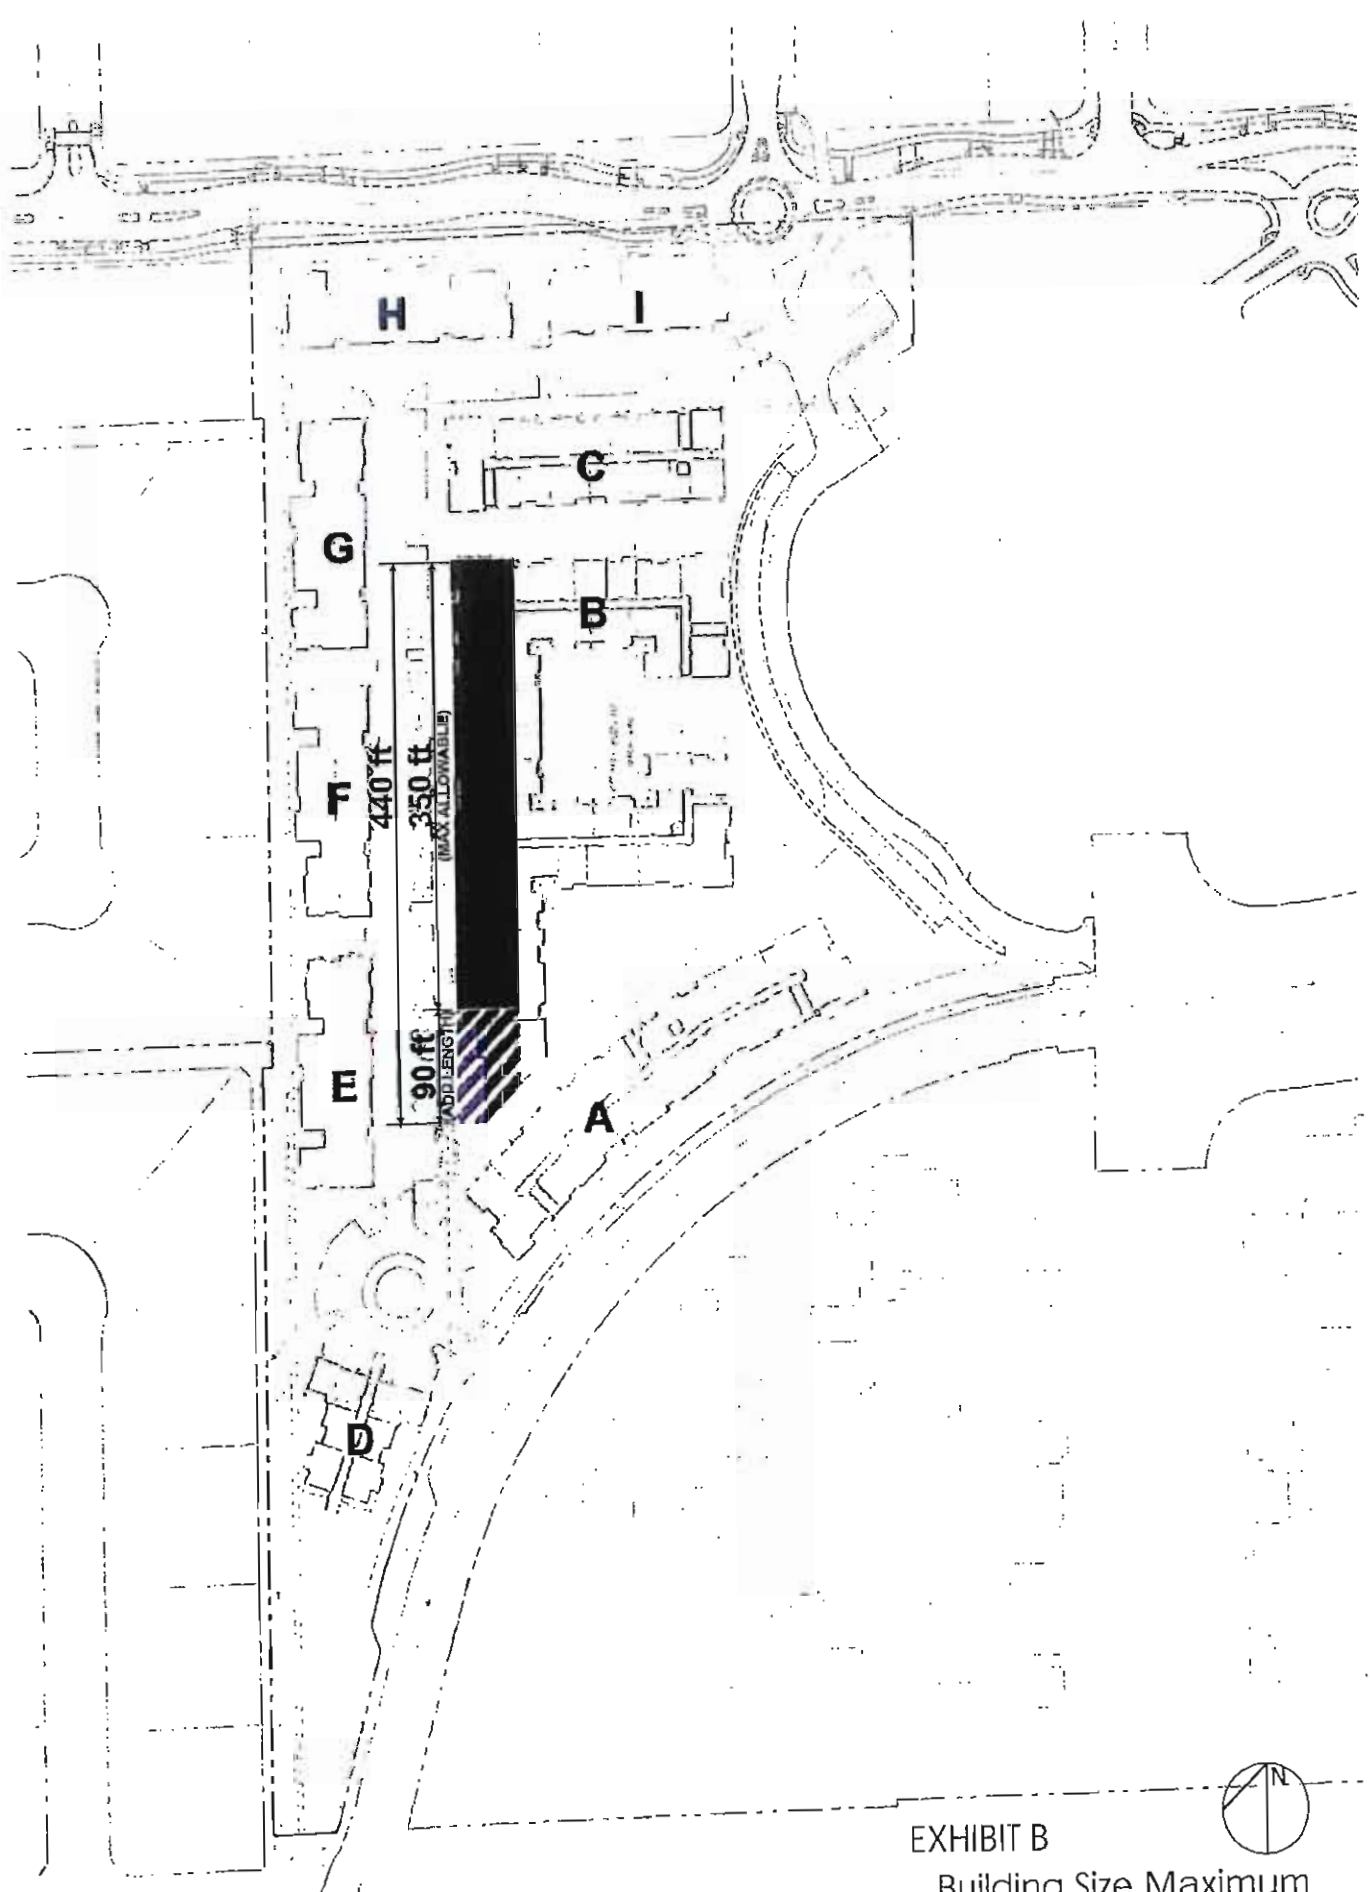 H
I
C
G
B
440 ft
350 ft
(MAX ALLOWABLE)
F
90 ft
(ADD LENGTH)
E
A
D
N
EXHIBIT B
Building Size Maximum